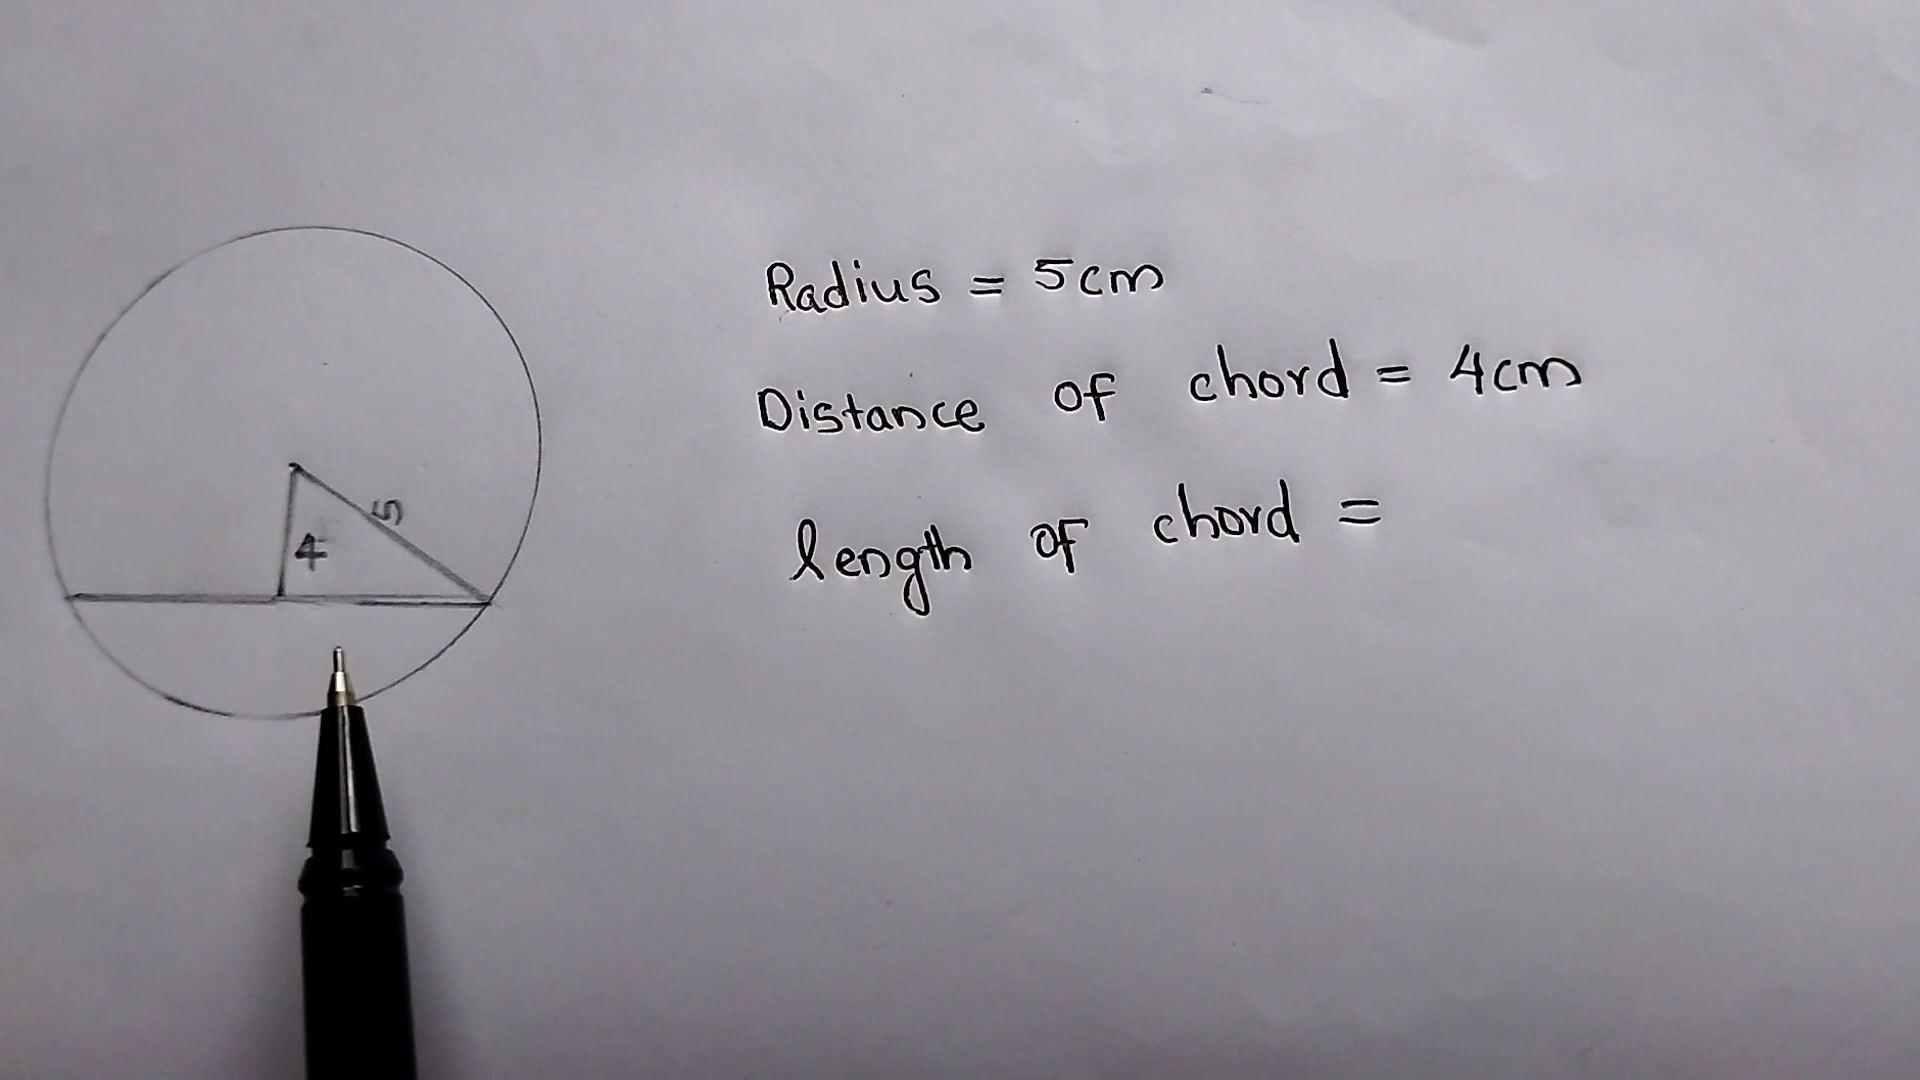 Radius = 5cm
Distance of chord = 4cm
length of chord =
5
4